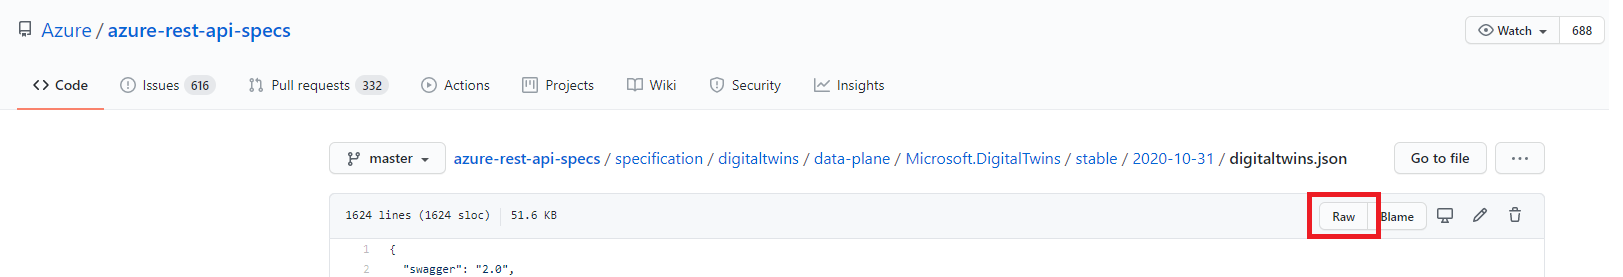 Azure / azure-rest-api-specs
Watch 688
Code Issues 616 Pull requests 332 Actions Projects Wiki Security Insights
master azure-rest-api-specs / specification / digitaltwins / data-plane / Microsoft.DigitalTwins / stable / 2020-10-31 / digitaltwins.json Go to file ...
1624 lines (1624 sloc) 51.6 KB Raw Blame
1 {
2 "swagger": "2.0",